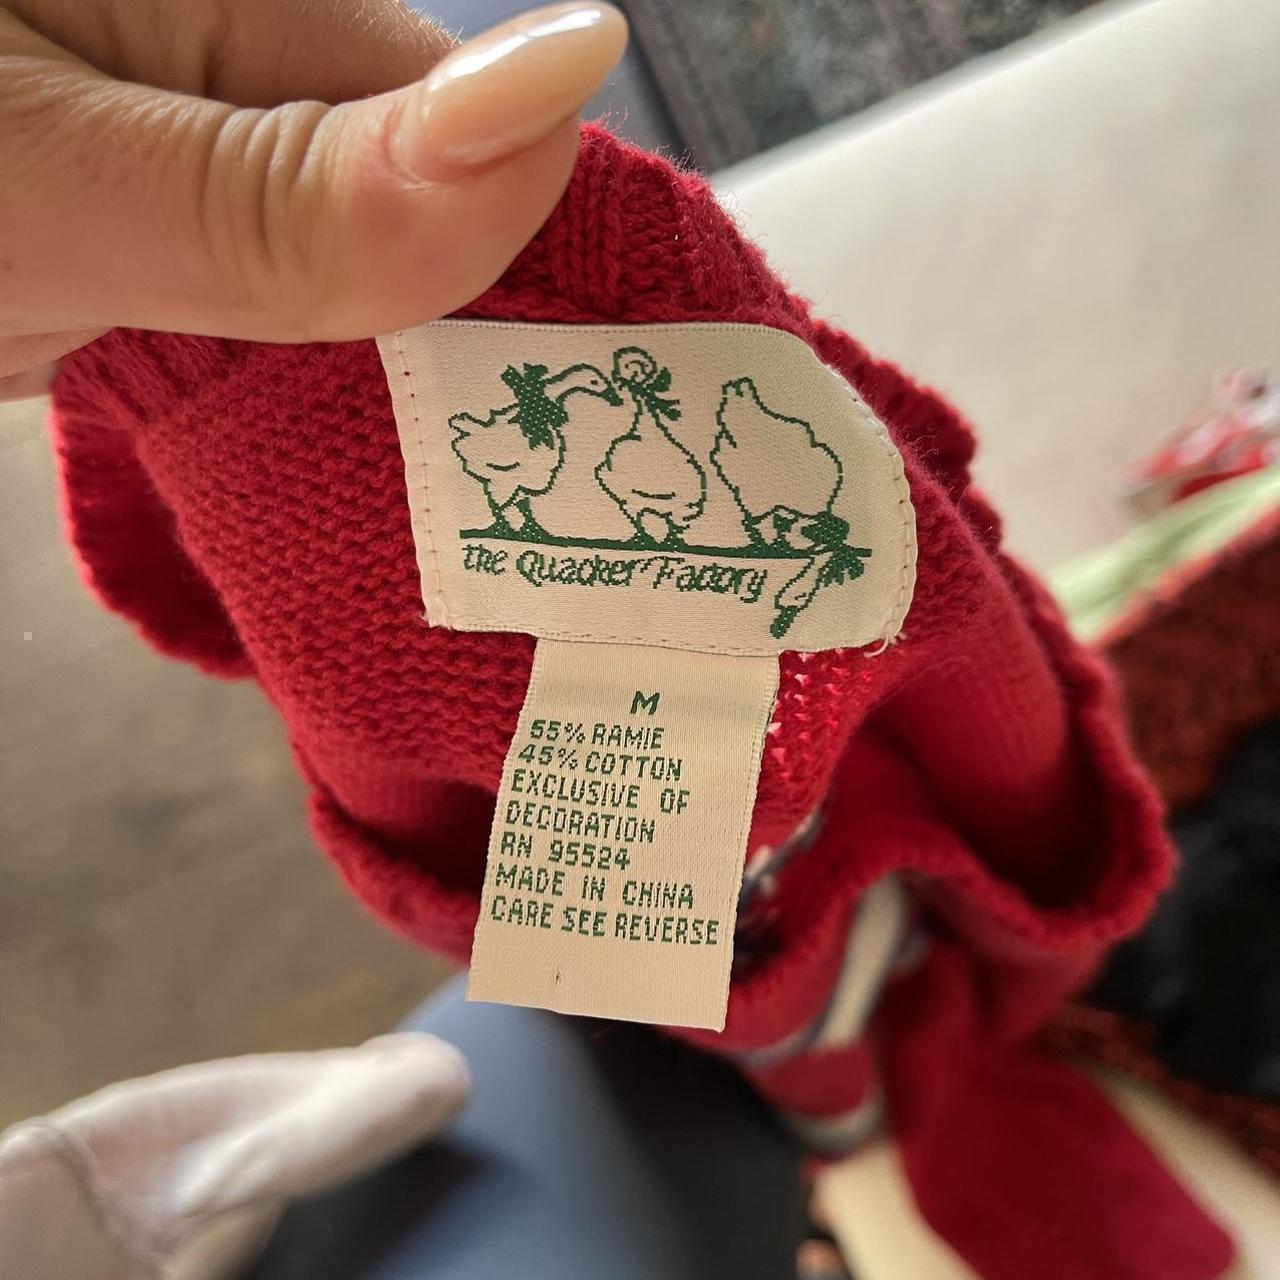 the Quacker Factory
M
55% RAMIE
45% COTTON
EXCLUSIVE OF
DECORATION
RN 95524
MADE IN CHINA
CARE SEE REVERSE